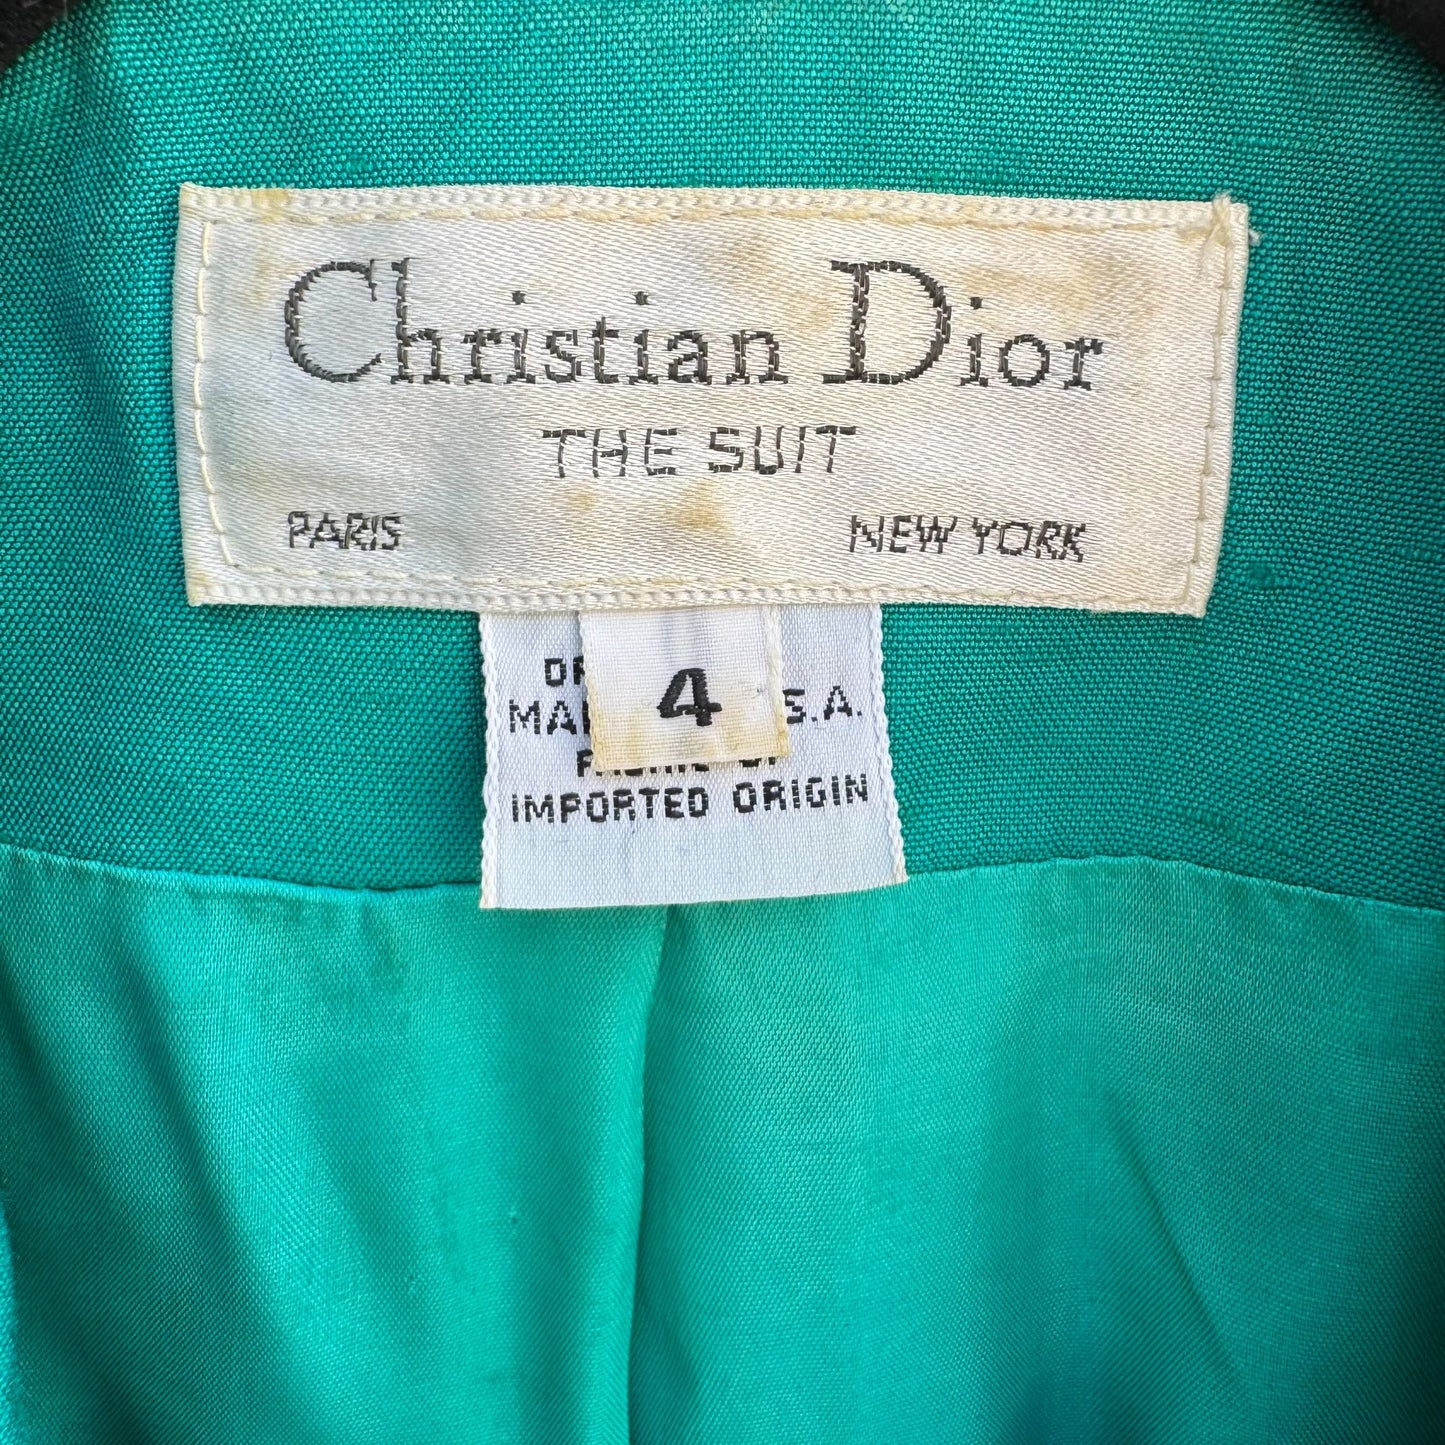 Christian Dior
THE SUIT
PARIS NEW YORK
4
S.A.
IMPORTED ORIGIN